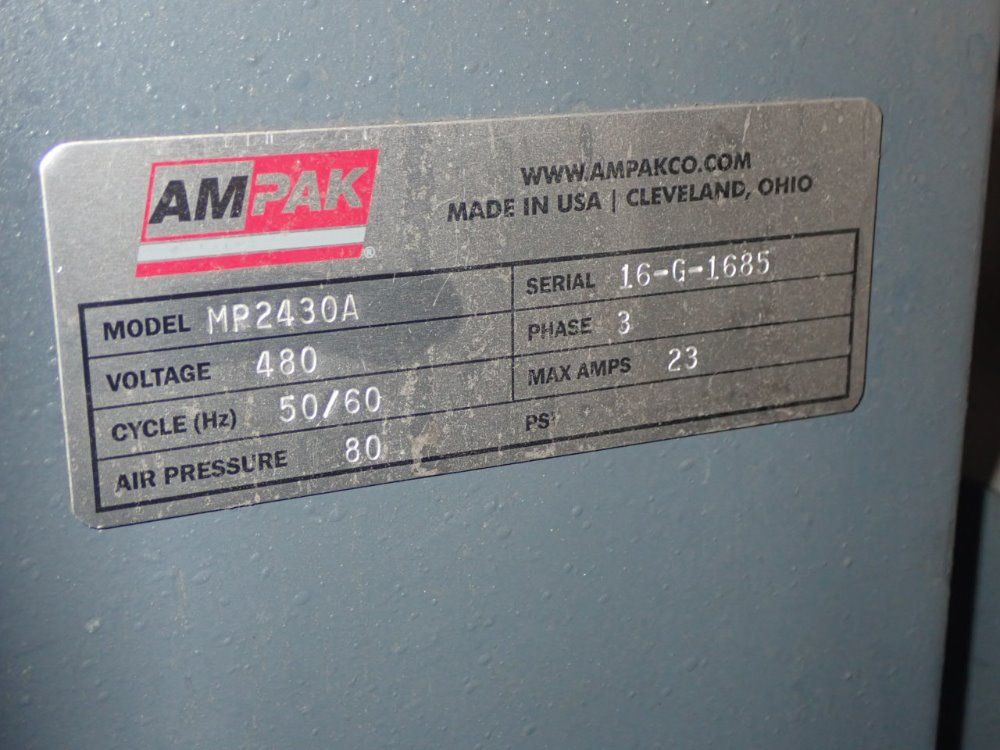 AMPAK®
WWW.AMPAKCO.COM
MADE IN USA | CLEVELAND, OHIO
MODEL MP2430A SERIAL 16-G-1685
VOLTAGE 480 PHASE 3
CYCLE (Hz) 50/60 MAX AMPS 23
AIR PRESSURE 80 PSI